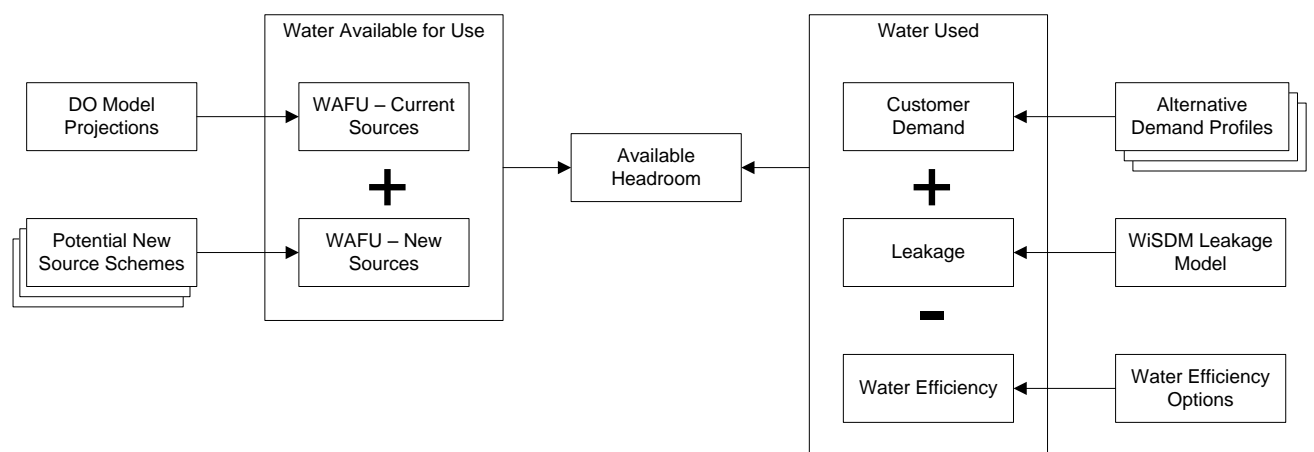 Water Available for Use
Water Used
DO Model
Projections
WAFU – Current
Sources
Customer
Demand
Alternative
Demand Profiles
+
Available
Headroom
+
Potential New
Source Schemes
WAFU – New
Sources
Leakage
WiSDM Leakage
Model
-
Water Efficiency
Water Efficiency
Options